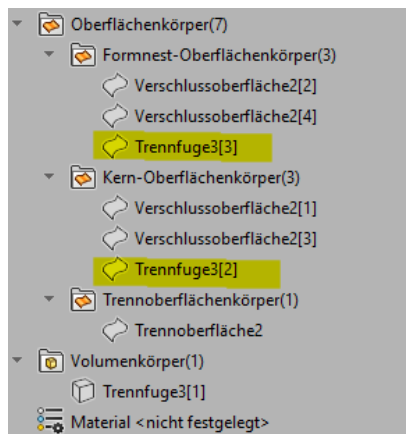 Oberflächenkörper(7)
Formnest-Oberflächenkörper(3)
Verschlussoberfläche2[2]
Verschlussoberfläche2[4]
Trennfuge3[3]
Kern-Oberflächenkörper(3)
Verschlussoberfläche2[1]
Verschlussoberfläche2[3]
Trennfuge3[2]
Trennoberflächenkörper(1)
Trennoberfläche2
Volumenkörper(1)
Trennfuge3[1]
Material <nicht festgelegt>